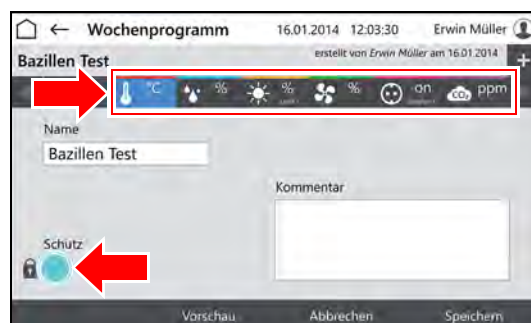 Wochenprogramm 16.01.2014 12:03:30 Erwin Müller
Bazillen Test erstellt von Erwin Müller am 16.01.2014
°C % % % on ppm
CO₂
Name
Bazillen Test
Kommentar
Schutz
Vorschau Abbrechen Speichern